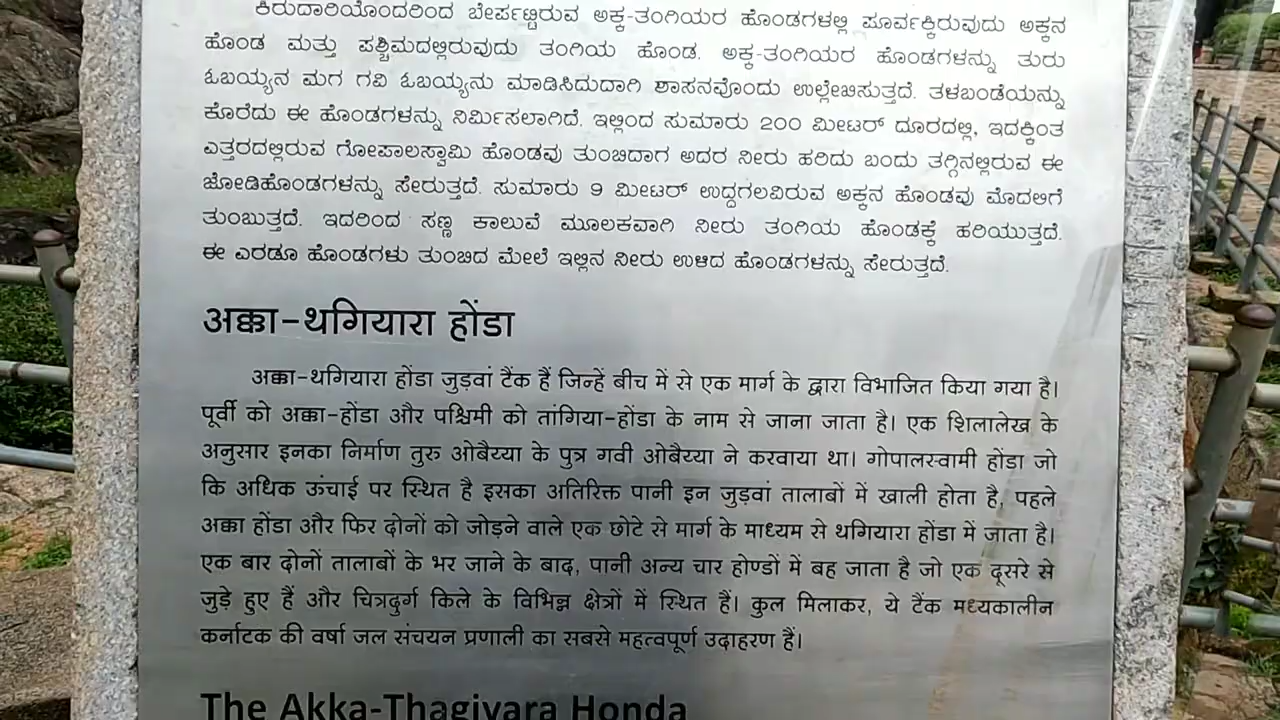 ಕಿರುದಾರಿಯೊಂದರಿಂದ ಬೇರ್ಪಟ್ಟಿರುವ ಅಕ್ಕ-ತಂಗಿಯರ ಹೊಂಡಗಳಲ್ಲಿ ಪೂರ್ವಕ್ಕಿರುವುದು ಅಕ್ಕನ
ಹೊಂಡ ಮತ್ತು ಪಶ್ಚಿಮದಲ್ಲಿರುವುದು ತಂಗಿಯ ಹೊಂಡ. ಅಕ್ಕ-ತಂಗಿಯರ ಹೊಂಡಗಳನ್ನು ತುರು
ಓಬಯ್ಯನ ಮಗ ಗವಿ ಓಬಯ್ಯನು ಮಾಡಿಸಿದುದಾಗಿ ಶಾಸನವೊಂದು ಉಲ್ಲೇಖಿಸುತ್ತದೆ. ತಳಬಂಡೆಯನ್ನು
ಕೊರೆದು ಈ ಹೊಂಡಗಳನ್ನು ನಿರ್ಮಿಸಲಾಗಿದೆ. ಇಲ್ಲಿಂದ ಸುಮಾರು 200 ಮೀಟರ್ ದೂರದಲ್ಲಿ, ಇದಕ್ಕಿಂತ
ಎತ್ತರದಲ್ಲಿರುವ ಗೋಪಾಲಸ್ವಾಮಿ ಹೊಂಡವು ತುಂಬಿದಾಗ ಅದರ ನೀರು ಹರಿದು ಬಂದು ತಗ್ಗಿನಲ್ಲಿರುವ ಈ
ಜೋಡಿಹೊಂಡಗಳನ್ನು ಸೇರುತ್ತದೆ. ಸುಮಾರು 9 ಮೀಟರ್ ಉದ್ದಗಲವಿರುವ ಅಕ್ಕನ ಹೊಂಡವು ಮೊದಲಿಗೆ
ತುಂಬುತ್ತದೆ. ಇದರಿಂದ ಸಣ್ಣ ಕಾಲುವೆ ಮೂಲಕವಾಗಿ ನೀರು ತಂಗಿಯ ಹೊಂಡಕ್ಕೆ ಹರಿಯುತ್ತದೆ.
ಈ ಎರಡೂ ಹೊಂಡಗಳು ತುಂಬಿದ ಮೇಲೆ ಇಲ್ಲಿನ ನೀರು ಉಳಿದ ಹೊಂಡಗಳನ್ನು ಸೇರುತ್ತದೆ.
अक्का-थगियारा होंडा
अक्का-थगियारा होंडा जुड़वां टैंक हैं जिन्हें बीच में से एक मार्ग के द्वारा विभाजित किया गया है।
पूर्वी को अक्का-होंडा और पश्चिमी को तांगिया-होंडा के नाम से जाना जाता है। एक शिलालेख के
अनुसार इनका निर्माण तुरु ओबैय्या के पुत्र गवी ओबैय्या ने करवाया था। गोपालस्वामी होंडा जो
कि अधिक ऊंचाई पर स्थित है इसका अतिरिक्त पानी इन जुड़वां तालाबों में खाली होता है, पहले
अक्का होंडा और फिर दोनों को जोड़ने वाले एक छोटे से मार्ग के माध्यम से थगियारा होंडा में जाता है।
एक बार दोनों तालाबों के भर जाने के बाद, पानी अन्य चार होण्डों में बह जाता है जो एक दूसरे से
जुड़े हुए हैं और चित्रदुर्ग किले के विभिन्न क्षेत्रों में स्थित हैं। कुल मिलाकर, ये टैंक मध्यकालीन
कर्नाटक की वर्षा जल संचयन प्रणाली का सबसे महत्वपूर्ण उदाहरण हैं।
The Akka-Thagiyara Honda